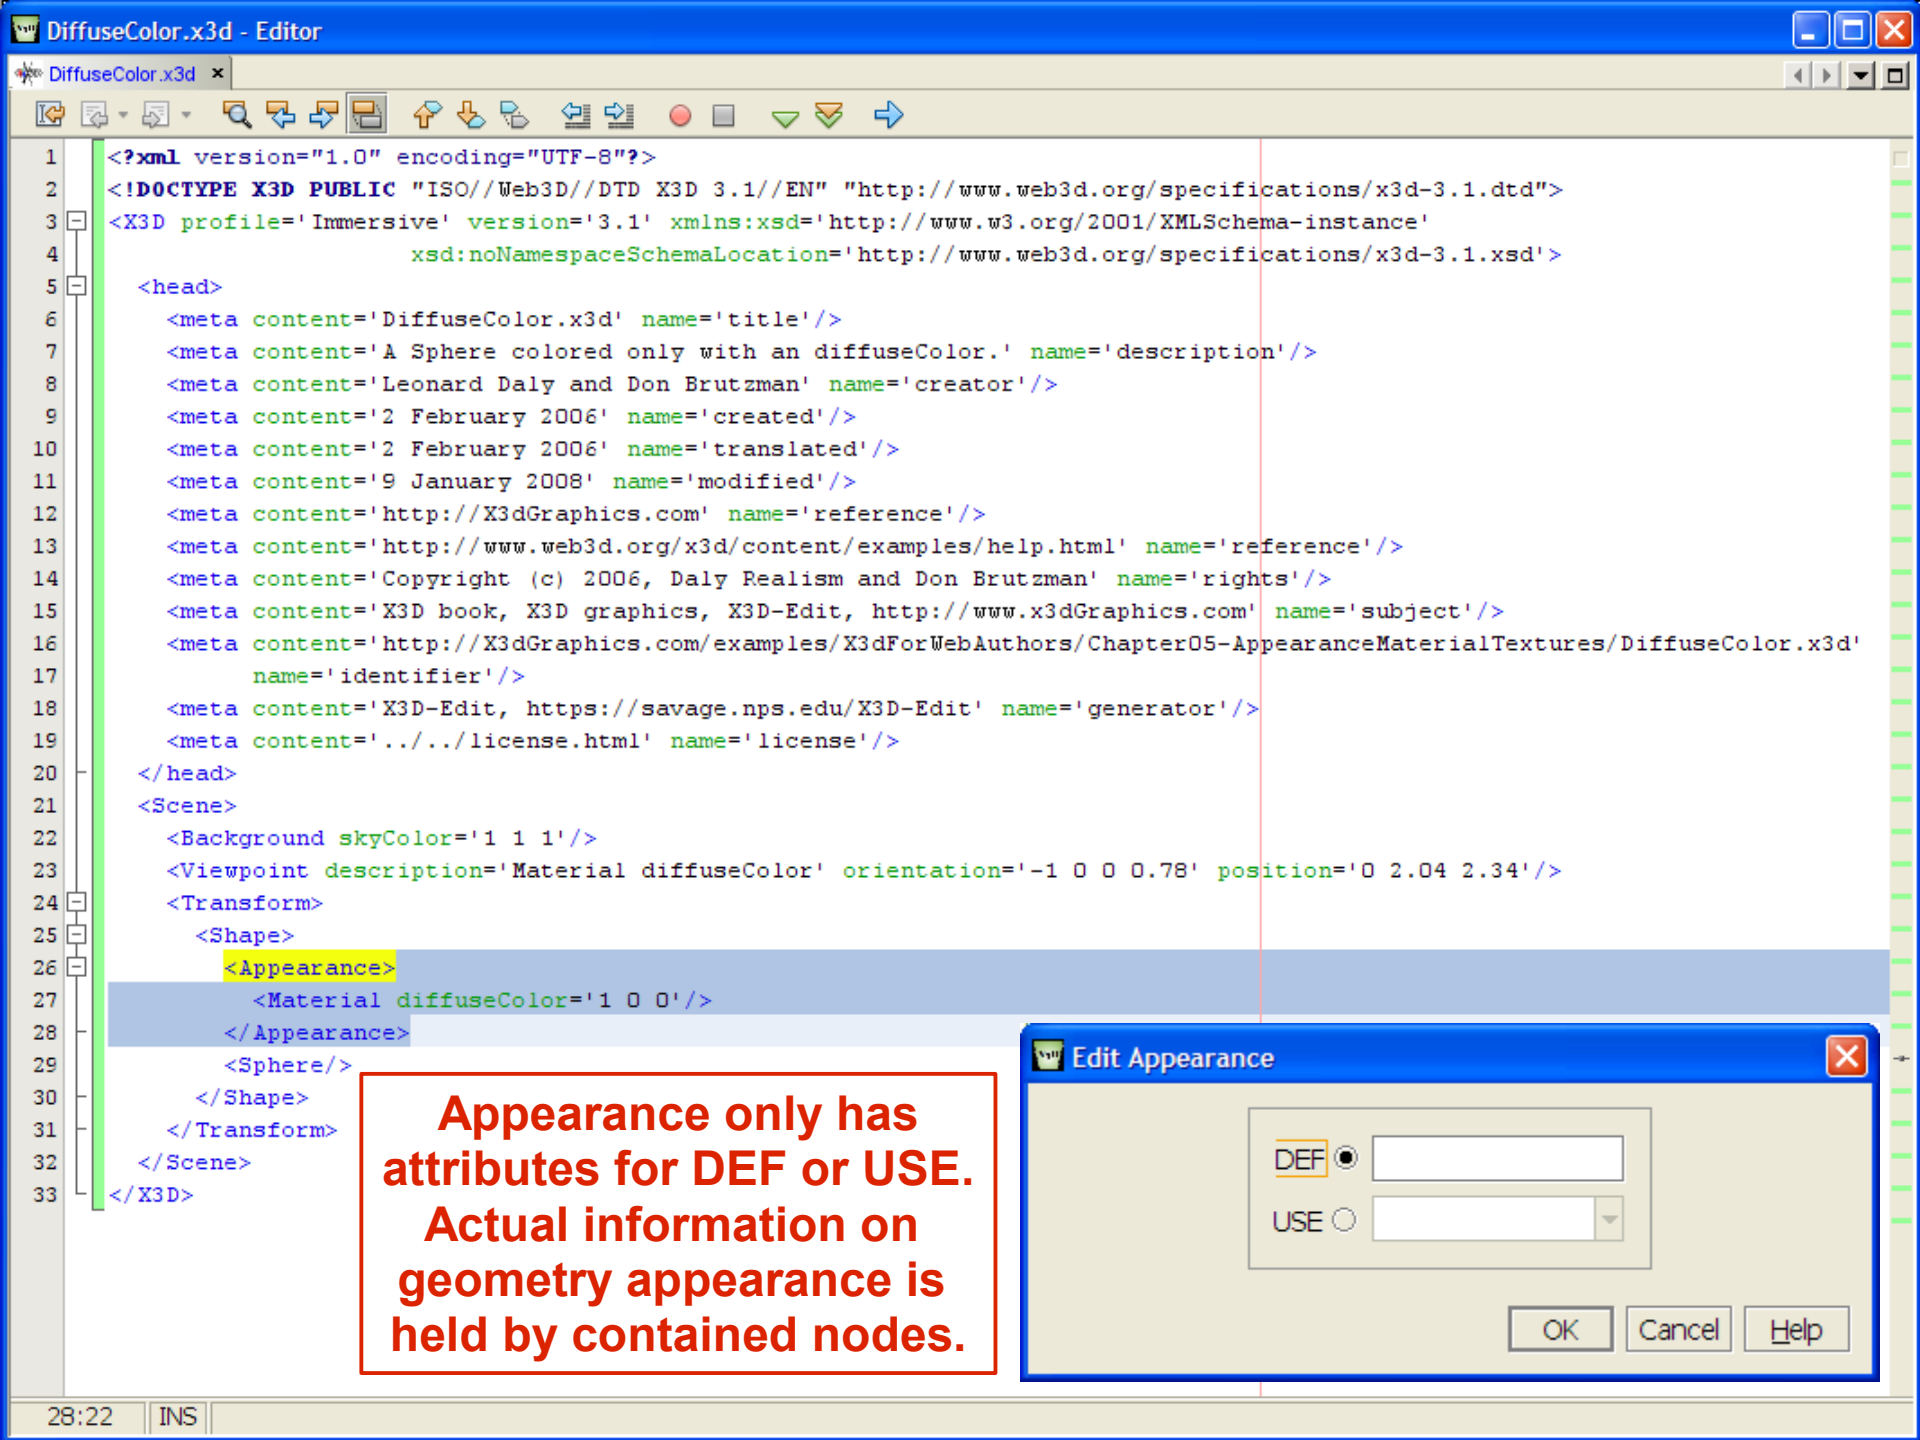 DiffuseColor.x3d - Editor
DiffuseColor.x3d
1 <?xml version="1.0" encoding="UTF-8"?>
2 <!DOCTYPE X3D PUBLIC "ISO//Web3D//DTD X3D 3.1//EN" "http://www.web3d.org/specifications/x3d-3.1.dtd">
3 <X3D profile='Immersive' version='3.1' xmlns:xsd='http://www.w3.org/2001/XMLSchema-instance'
4 xsd:noNamespaceSchemaLocation='http://www.web3d.org/specifications/x3d-3.1.xsd'>
5 <head>
6 <meta content='DiffuseColor.x3d' name='title'/>
7 <meta content='A Sphere colored only with an diffuseColor.' name='description'/>
8 <meta content='Leonard Daly and Don Brutzman' name='creator'/>
9 <meta content='2 February 2006' name='created'/>
10 <meta content='2 February 2006' name='translated'/>
11 <meta content='9 January 2008' name='modified'/>
12 <meta content='http://X3dGraphics.com' name='reference'/>
13 <meta content='http://www.web3d.org/x3d/content/examples/help.html' name='reference'/>
14 <meta content='Copyright (c) 2006, Daly Realism and Don Brutzman' name='rights'/>
15 <meta content='X3D book, X3D graphics, X3D-Edit, http://www.x3dGraphics.com' name='subject'/>
16 <meta content='http://X3dGraphics.com/examples/X3dForWebAuthors/Chapter05-AppearanceMaterialTextures/DiffuseColor.x3d'
17 name='identifier'/>
18 <meta content='X3D-Edit, https://savage.nps.edu/X3D-Edit' name='generator'/>
19 <meta content='../../license.html' name='license'/>
20 </head>
21 <Scene>
22 <Background skyColor='1 1 1'/>
23 <Viewpoint description='Material diffuseColor' orientation='-1 0 0 0.78' position='0 2.04 2.34'/>
24 <Transform>
25 <Shape>
26 <Appearance>
27 <Material diffuseColor='1 0 0'/>
28 </Appearance>
29 <Sphere/>
30 </Shape>
31 </Transform>
32 </Scene>
33 </X3D>
Appearance only has
attributes for DEF or USE.
Actual information on
geometry appearance is
held by contained nodes.
Edit Appearance
DEF
USE
OK Cancel Help
28:22 INS